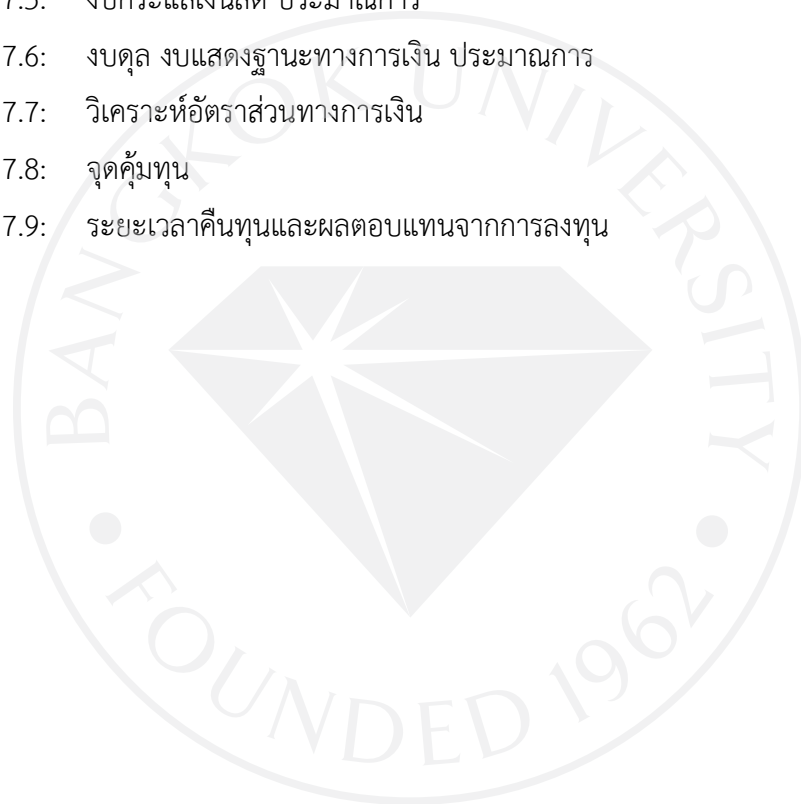 7.5: งบกระแสเงินสด ประมาณการ
7.6: งบดุล งบแสดงฐานะทางการเงิน ประมาณการ
7.7: วิเคราะห์อัตราส่วนทางการเงิน
7.8: จุดคุ้มทุน
7.9: ระยะเวลาคืนทุนและผลตอบแทนจากการลงทุน
BANGKOK UNIVERSITY
FOUNDED 1962